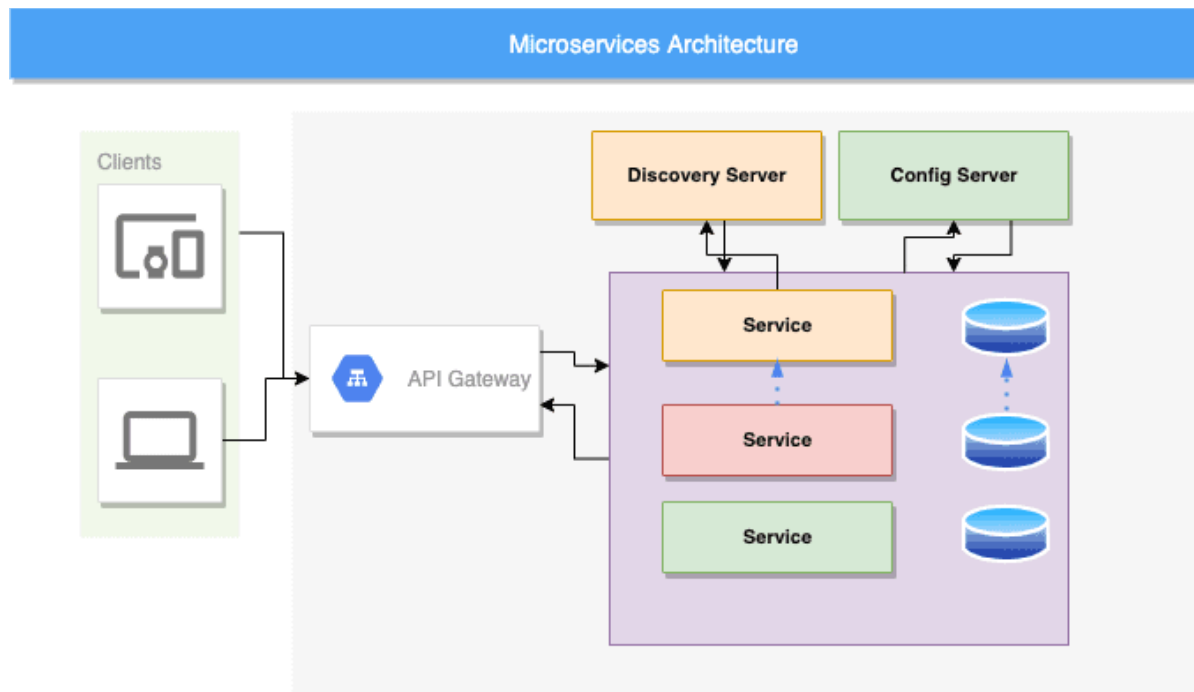 Microservices Architecture
Clients
Discovery Server
Config Server
API Gateway
Service
Service
Service